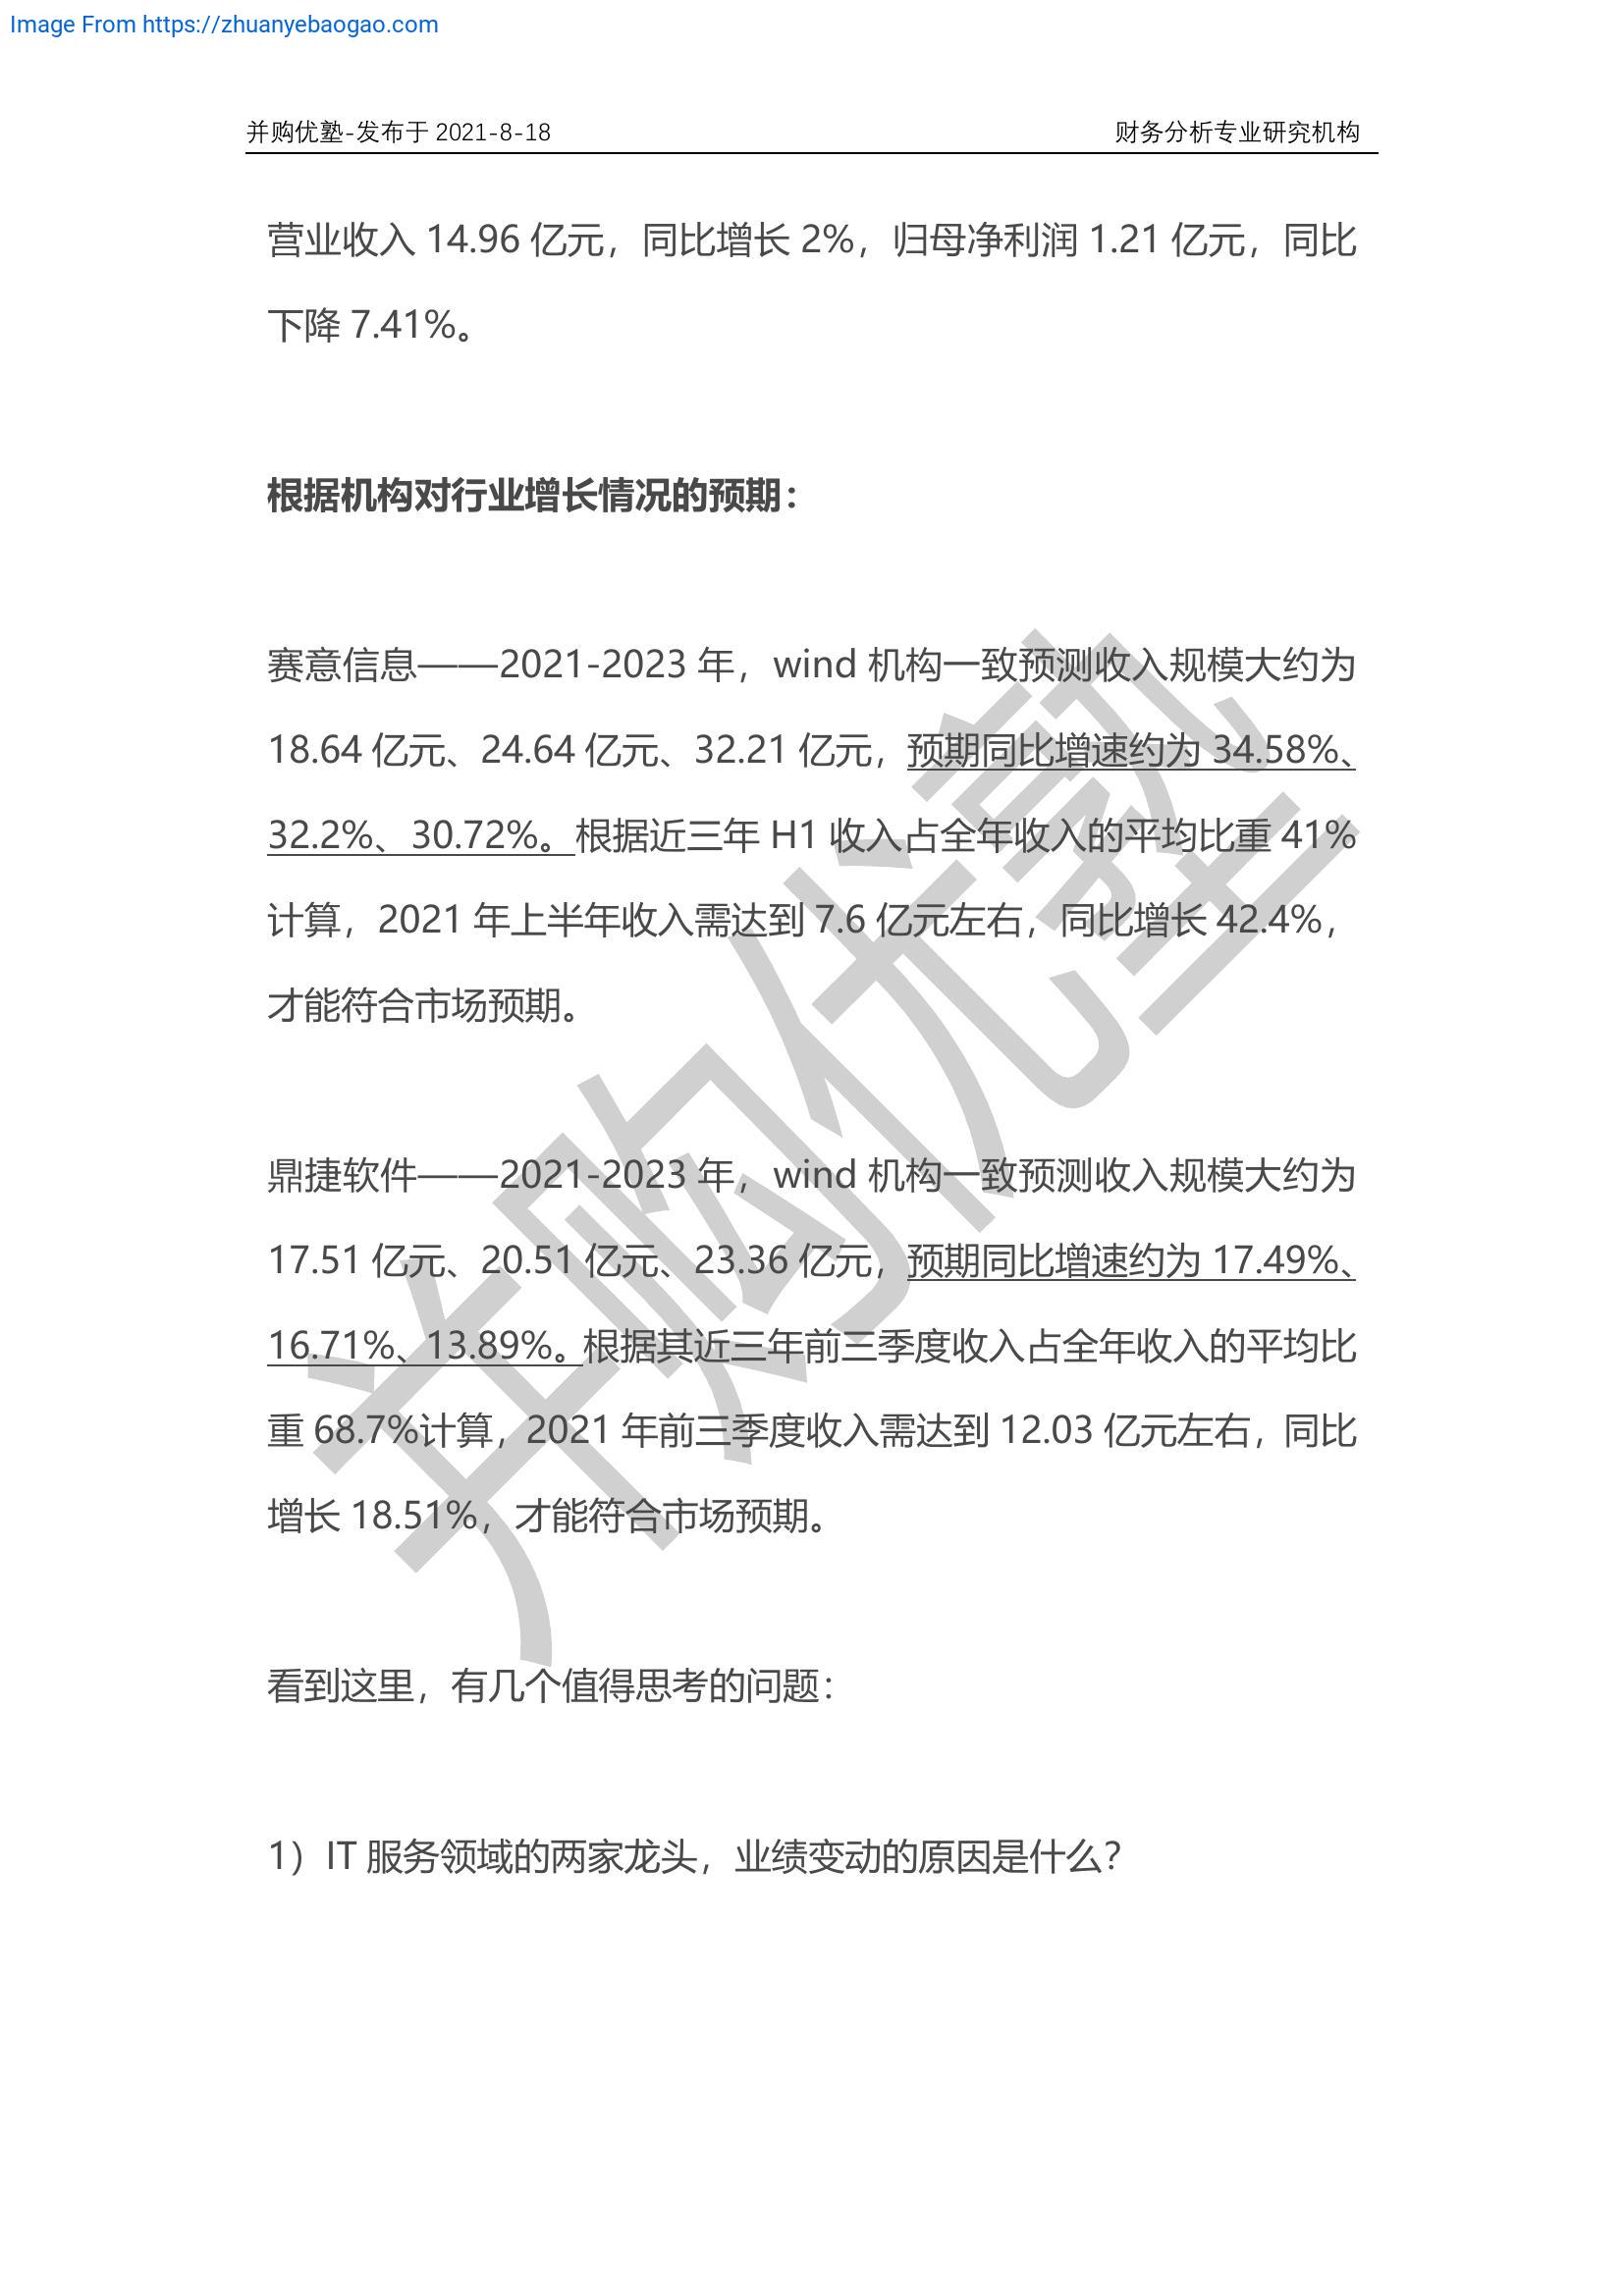 Image From https://zhuanyebaogao.com
并购优塾-发布于 2021-8-18 财务分析专业研究机构
营业收入 14.96 亿元，同比增长 2%，归母净利润 1.21 亿元，同比
下降 7.41%。
根据机构对行业增长情况的预期：
赛意信息——2021-2023 年，wind 机构一致预测收入规模大约为
18.64 亿元、24.64 亿元、32.21 亿元，预期同比增速约为 34.58%、
32.2%、30.72%。根据近三年 H1 收入占全年收入的平均比重 41%
计算，2021 年上半年收入需达到 7.6 亿元左右，同比增长 42.4%，
才能符合市场预期。
鼎捷软件——2021-2023 年，wind 机构一致预测收入规模大约为
17.51 亿元、20.51 亿元、23.36 亿元，预期同比增速约为 17.49%、
16.71%、13.89%。根据其近三年前三季度收入占全年收入的平均比
重 68.7%计算，2021 年前三季度收入需达到 12.03 亿元左右，同比
增长 18.51%，才能符合市场预期。
看到这里，有几个值得思考的问题：
1）IT 服务领域的两家龙头，业绩变动的原因是什么？
并购优塾